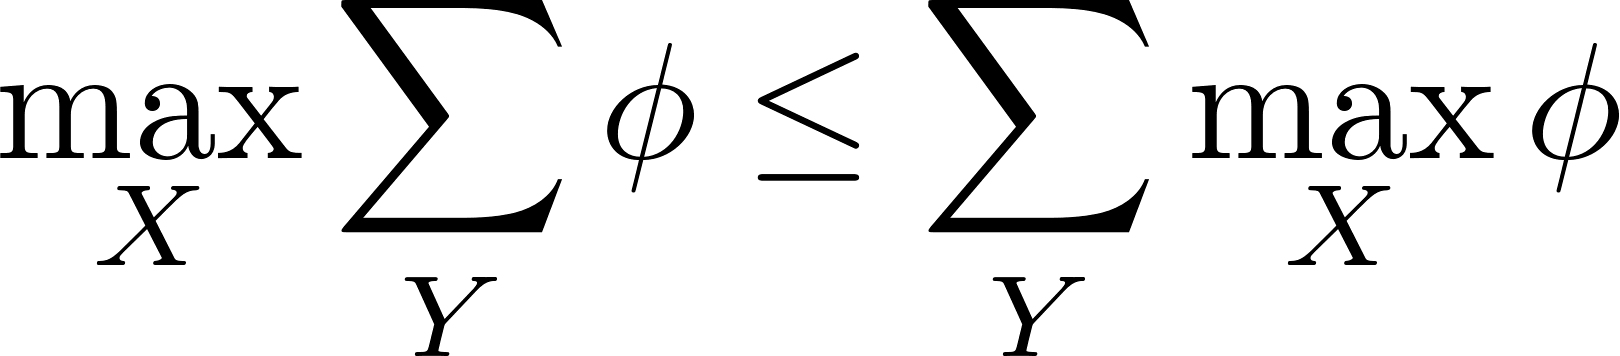 max_X ∑_Y ϕ ≤ ∑_Y max_X ϕ